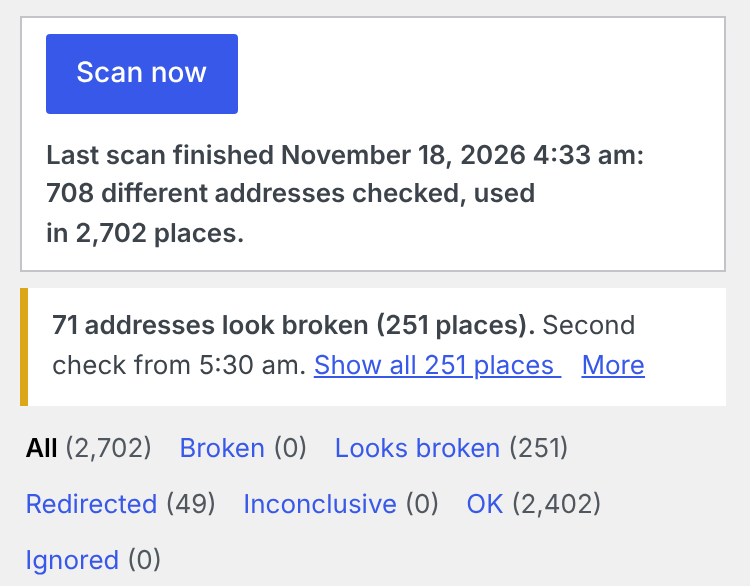 Scan now
Last scan finished November 18, 2026 4:33 am:
708 different addresses checked, used
in 2,702 places.
71 addresses look broken (251 places). Second
check from 5:30 am. Show all 251 places More
All (2,702) Broken (0) Looks broken (251)
Redirected (49) Inconclusive (0) OK (2,402)
Ignored (0)